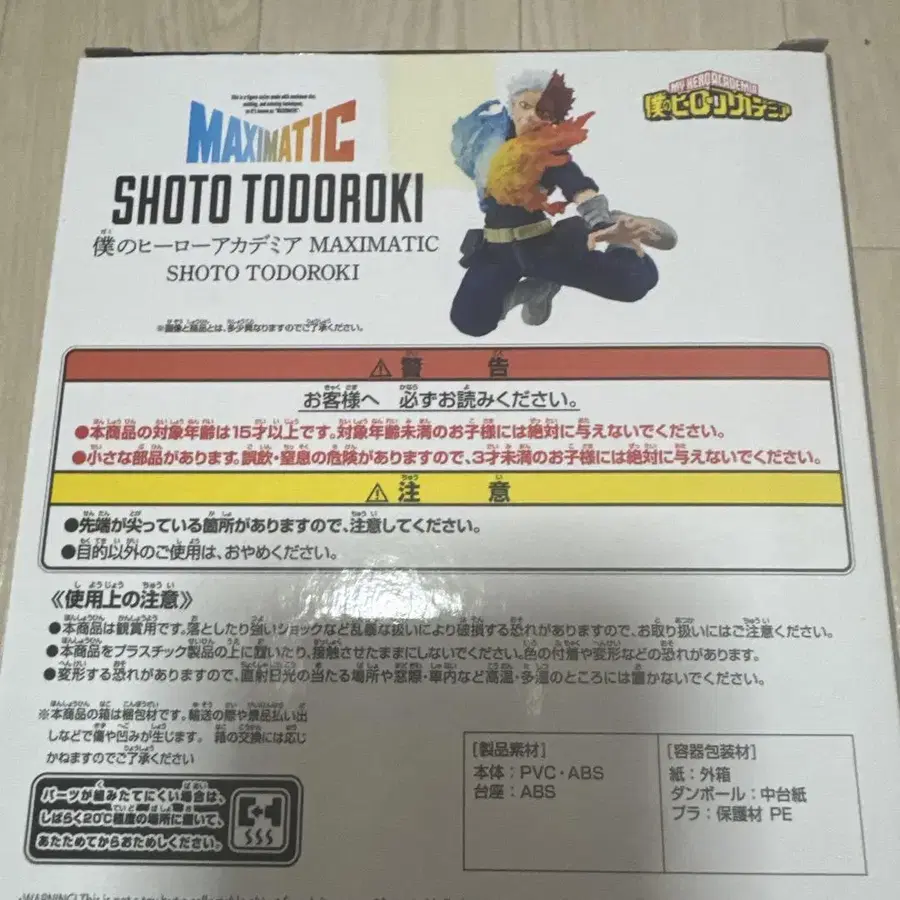 This is a figure series made with maximum size,
MAXIMATIC
SHOTO TODOROKI
僕のヒーローアカデミア MAXIMATIC
SHOTO TODOROKI
MY HERO ACADEMIA
僕のヒーローアカデミア
※画像と商品とは、多少異なりますのでご了承ください。
⚠警告
お客様へ 必ずお読みください。
●本商品の対象年齢は15才以上です。対象年齢未満のお子様には絶対に与えないでください。
●小さな部品があります。誤飲・窒息の危険がありますので、3才未満のお子様には絶対に与えないでください。
⚠注意
●先端が尖っている箇所がありますので、注意してください。
●目的以外のご使用は、おやめください。
《使用上の注意》
●本商品は観賞用です。落としたり強いショックなど乱暴な扱いにより破損する恐れがありますので、お取り扱いにはご注意ください。
●本商品をプラスチック製品の上に置いたり、接触させたままにしないでください。色の付着や変形などの恐れがあります。
●変形する恐れがありますので、直射日光の当たる場所や窓際・車内など高温・多湿のところには置かないでください。
※本商品の箱は梱包材です。輸送の際や景品払い出
しなどで傷や凹みが生じます。 箱の交換には応じ
かねますのでご了承ください
パーツが組みたてにくい場合は、
しばらく20℃程度の場所に置いて、
あたためてからお試しください。
[製品素材]
本体:PVC・ABS
台座:ABS
[容器包装材]
紙:外箱
ダンボール:中台紙
プラ:保護材 PE